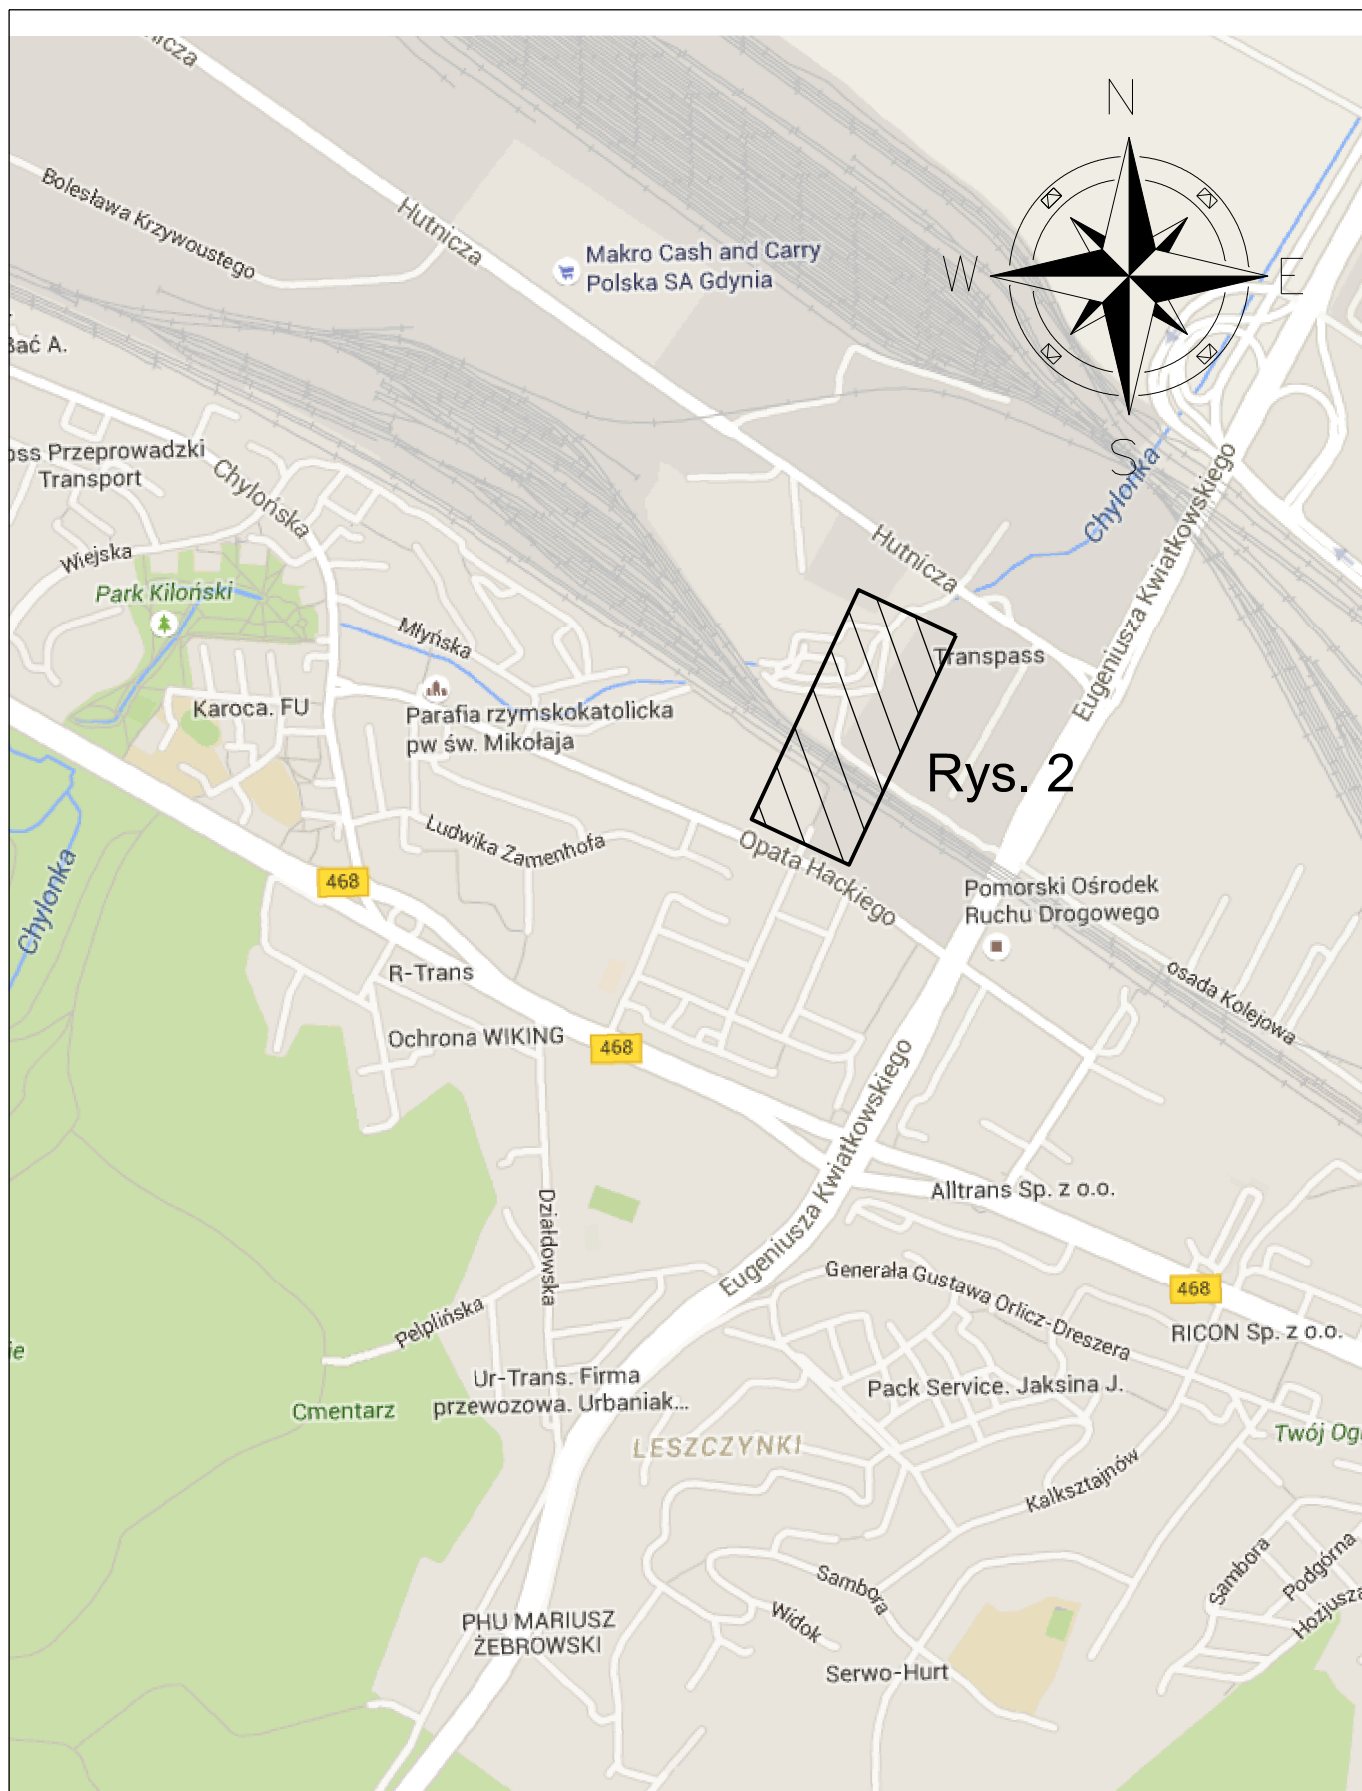 N
Bolesława Krzywoustego
Hutnicza
Makro Cash and Carry
Polska SA Gdynia
W
E
A.
S
Przeprowadzki
Transport
Chylońska
Chylonka
Eugeniusza Kwiatkowskiego
Wiejska
Park Kiloński
Hutnicza
Młyńska
Transpass
Karoca. FU
Parafia rzymskokatolicka
pw św. Mikołaja
Rys. 2
Ludwika Zamenhofa
Opata Hackiego
468
Chylonka
Pomorski Ośrodek
Ruchu Drogowego
R-Trans
osada Kolejowa
Ochrona WIKING
468
Eugeniusza Kwiatkowskiego
Działdowska
Alltrans Sp. z o.o.
Generała Gustawa Orlicz-Dreszera
468
Pelplińska
RICON Sp. z o.o.
Ur-Trans. Firma
przewozowa. Urbaniak...
Pack Service. Jaksina J.
Cmentarz
LESZCZYNKI
Twój
Kalksztajnów
Sambora
Sambora
Podgórna
Widok
PHU MARIUSZ
ŻEBROWSKI
Serwo-Hurt